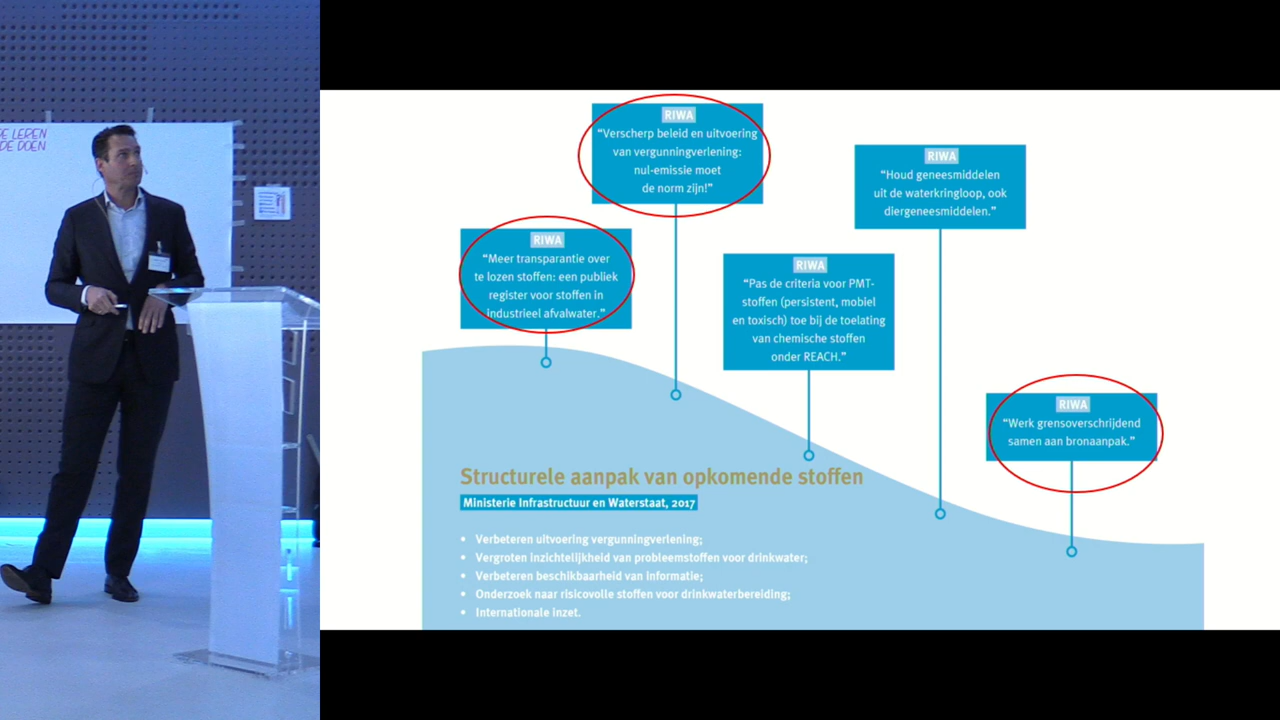 E LEREN
DE DOEN
RIWA
“Verscherp beleid en uitvoering
van vergunningverlening:
nul-emissie moet
de norm zijn!”
RIWA
“Houd geneesmiddelen
uit de waterkringloop, ook
diergeneesmiddelen.”
RIWA
“Meer transparantie over
te lozen stoffen: een publiek
register voor stoffen in
industrieel afvalwater.”
RIWA
“Pas de criteria voor PMT-
stoffen (persistent, mobiel
en toxisch) toe bij de toelating
van chemische stoffen
onder REACH.”
RIWA
“Werk grensoverschrijdend
samen aan bronaanpak.”
Structurele aanpak van opkomende stoffen
Ministerie Infrastructuur en Waterstaat, 2017
• Verbeteren uitvoering vergunningverlening;
• Vergroten inzichtelijkheid van probleemstoffen voor drinkwater;
• Verbeteren beschikbaarheid van informatie;
• Onderzoek naar risicovolle stoffen voor drinkwaterbereiding;
• Internationale inzet.